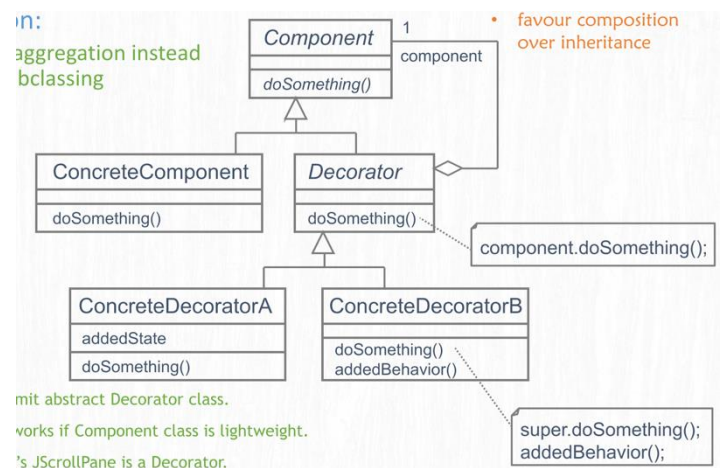 on:
aggregation instead
bclassing
Component
doSomething()
1
component
• favour composition
over inheritance
ConcreteComponent
doSomething()
Decorator
doSomething()
component.doSomething();
ConcreteDecoratorA
addedState
doSomething()
ConcreteDecoratorB
doSomething()
addedBehavior()
super.doSomething();
addedBehavior();
mit abstract Decorator class.
works if Component class is lightweight.
's JScrollPane is a Decorator.